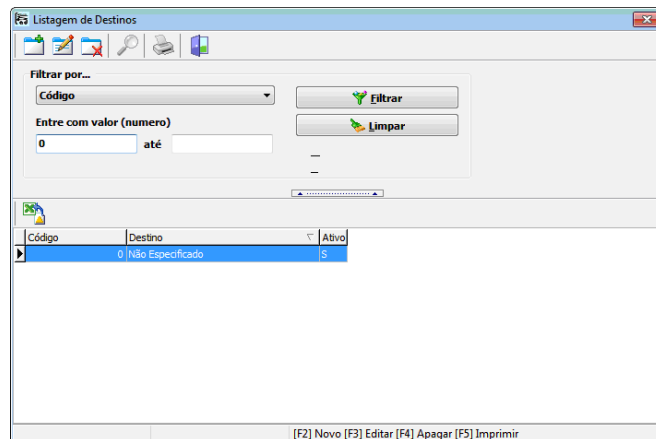 Listagem de Destinos
Filtrar por...
Código
Filtrar
Entre com valor (numero)
Limpar
0 até
Código Destino Ativo
0 Não Especificado S
[F2] Novo [F3] Editar [F4] Apagar [F5] Imprimir